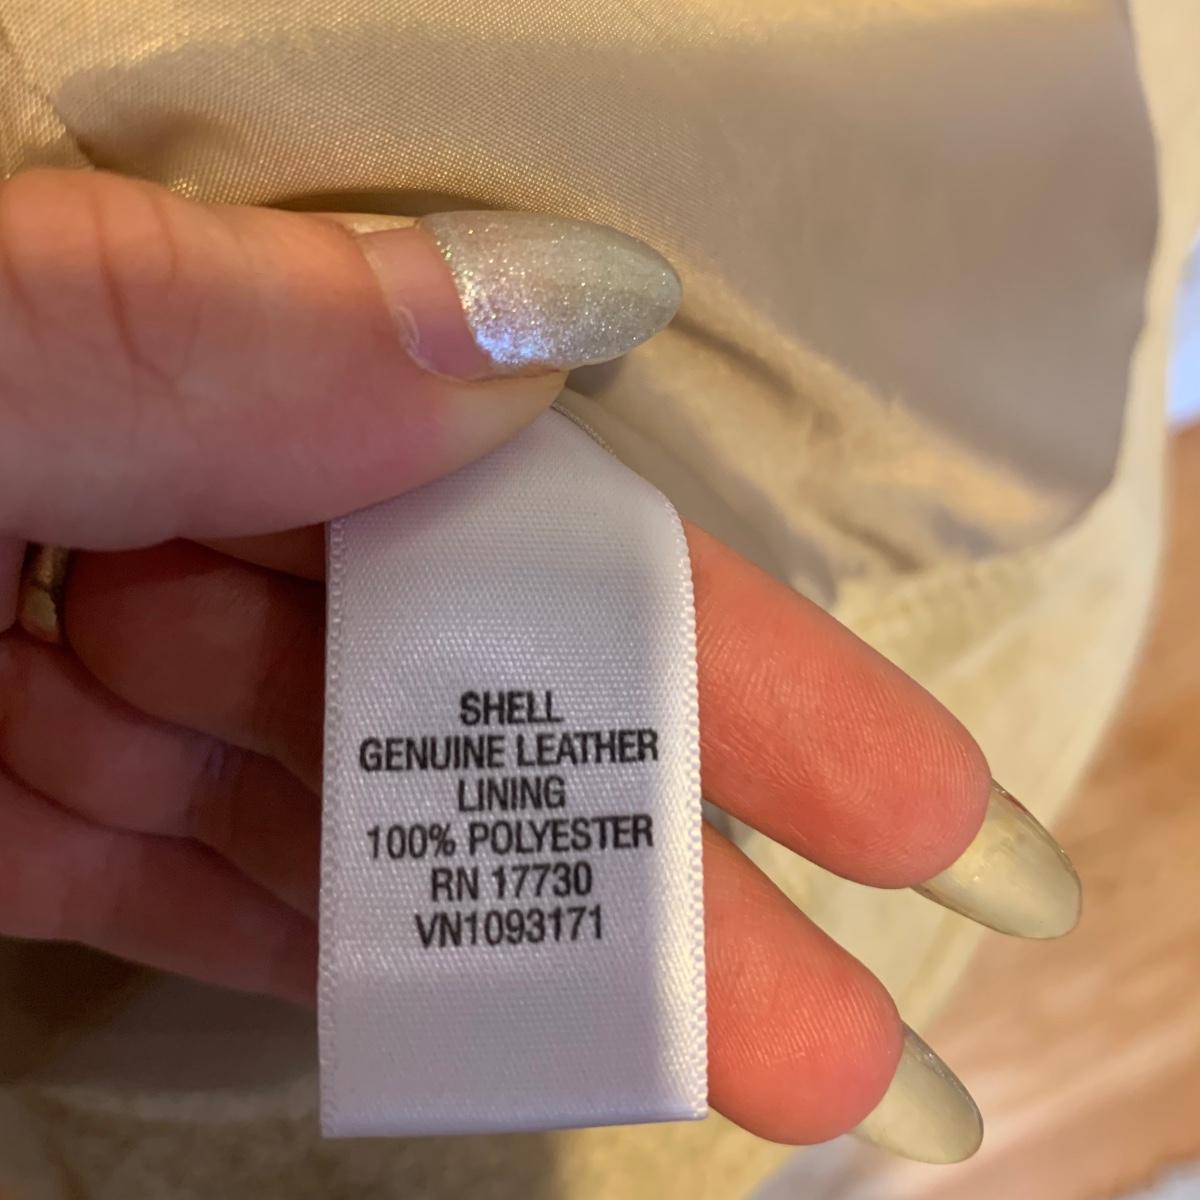 SHELL
GENUINE LEATHER
LINING
100% POLYESTER
RN 17730
VN1093171